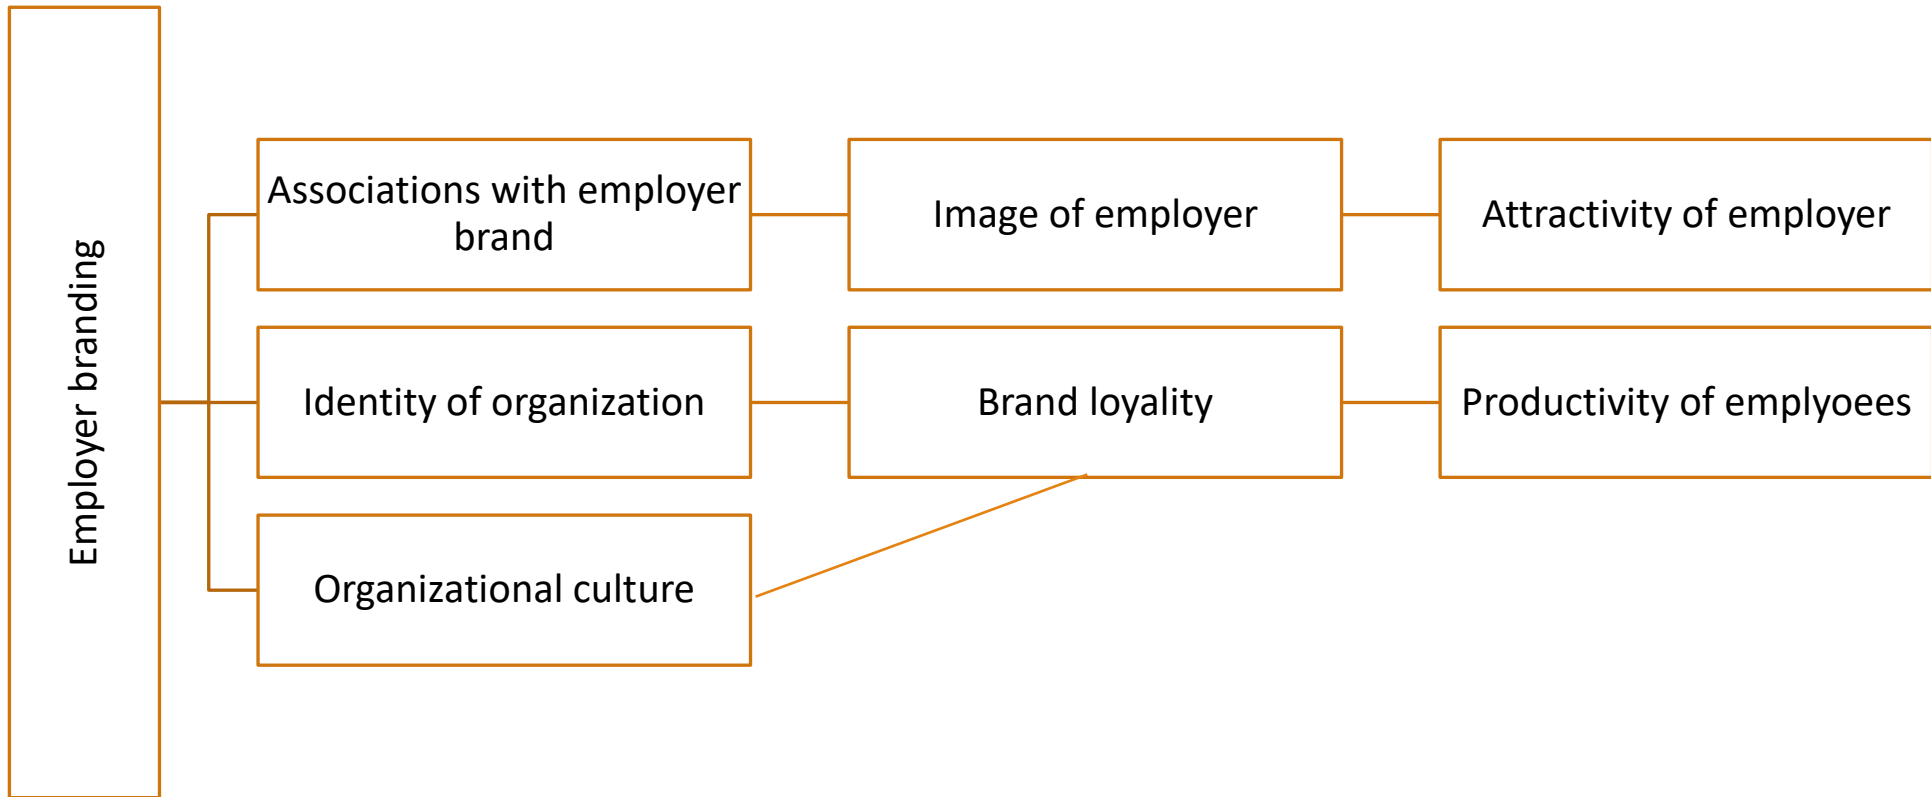 Employer branding
Associations with employer
brand
Image of employer
Attractivity of employer
Identity of organization
Brand loyality
Productivity of emplyoees
Organizational culture